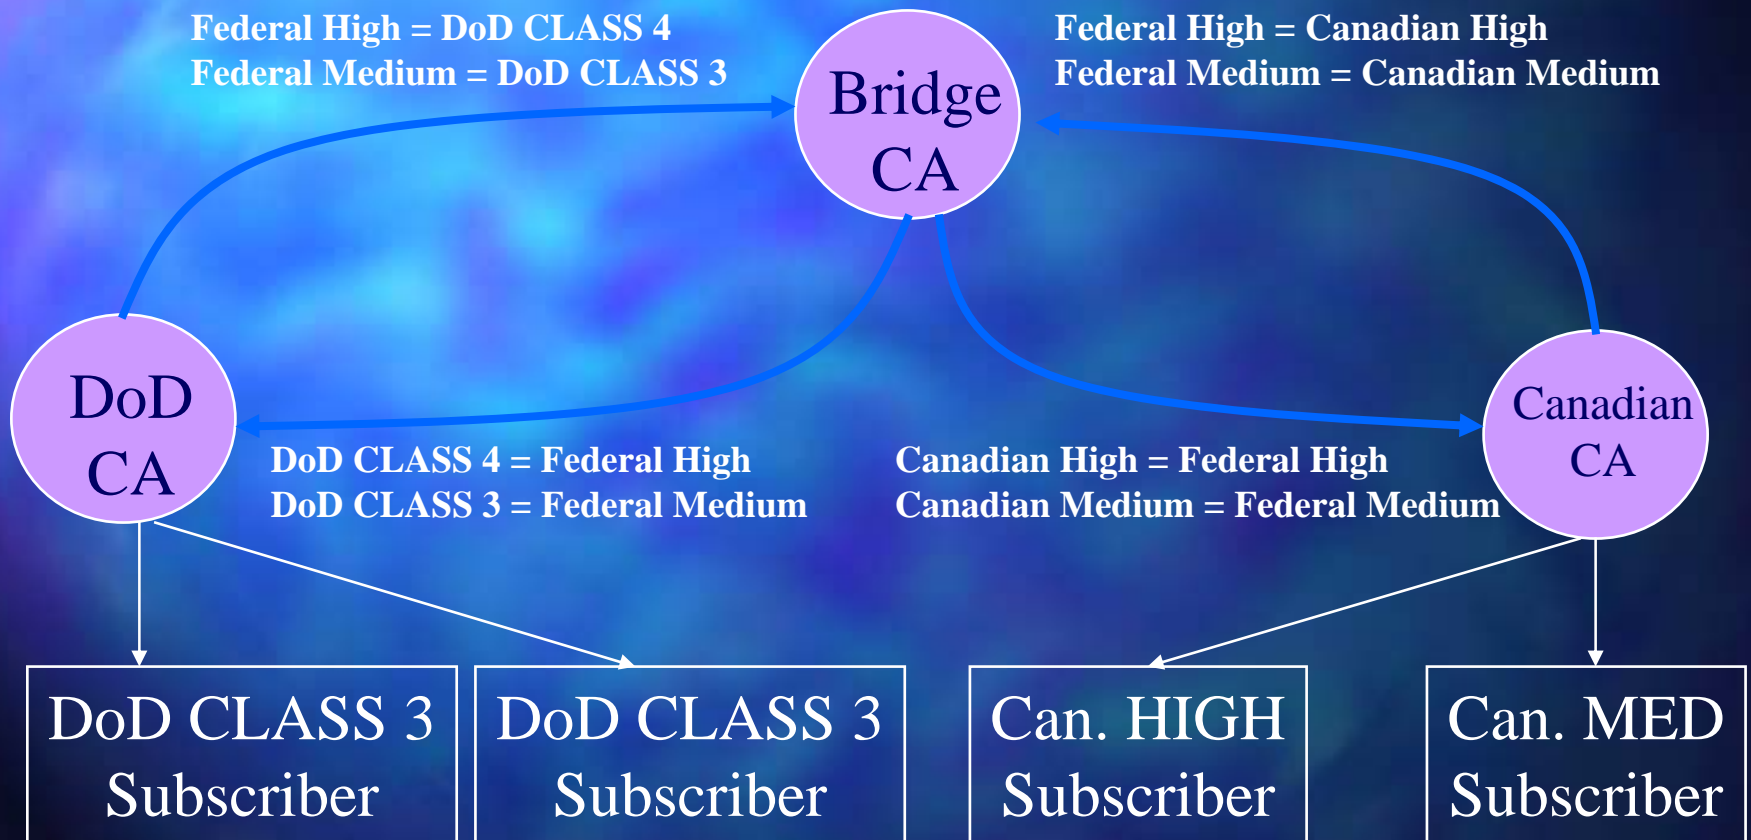 Federal High = DoD CLASS 4
Federal Medium = DoD CLASS 3
Bridge
CA
Federal High = Canadian High
Federal Medium = Canadian Medium
DoD
CA
DoD CLASS 4 = Federal High
DoD CLASS 3 = Federal Medium
Canadian High = Federal High
Canadian Medium = Federal Medium
Canadian
CA
DoD CLASS 3
Subscriber
DoD CLASS 3
Subscriber
Can. HIGH
Subscriber
Can. MED
Subscriber